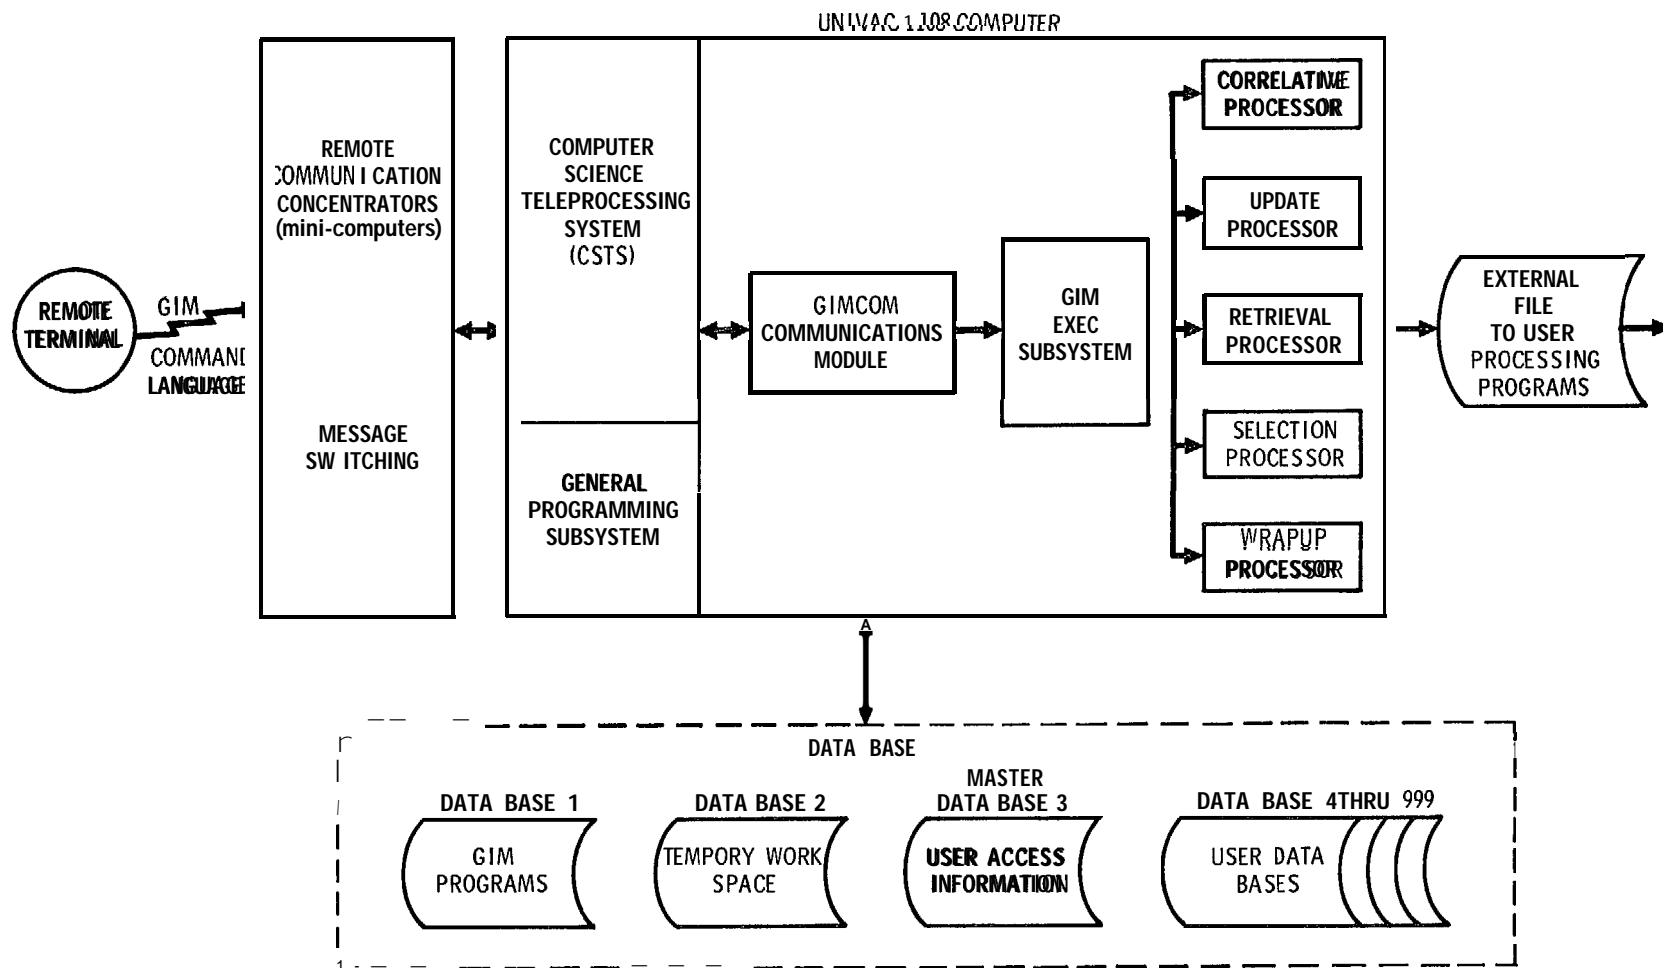 UNIVAC 1108 COMPUTER
REMOTE
TERMINAL
GIM
COMMAND
LANGUAGE
REMOTE
COMMUNICATION
CONCENTRATORS
(mini-computers)
MESSAGE
SWITCHING
COMPUTER
SCIENCE
TELEPROCESSING
SYSTEM
(CSTS)
GENERAL
PROGRAMMING
SUBSYSTEM
GIMCOM
COMMUNICATIONS
MODULE
GIM
EXEC
SUBSYSTEM
CORRELATIVE
PROCESSOR
UPDATE
PROCESSOR
RETRIEVAL
PROCESSOR
SELECTION
PROCESSOR
WRAPUP
PROCESSOR
EXTERNAL
FILE
TO USER
PROCESSING
PROGRAMS
DATA BASE
DATA BASE 1
GIM
PROGRAMS
DATA BASE 2
TEMPORY WORK
SPACE
MASTER
DATA BASE 3
USER ACCESS
INFORMATION
DATA BASE 4THRU 999
USER DATA
BASES